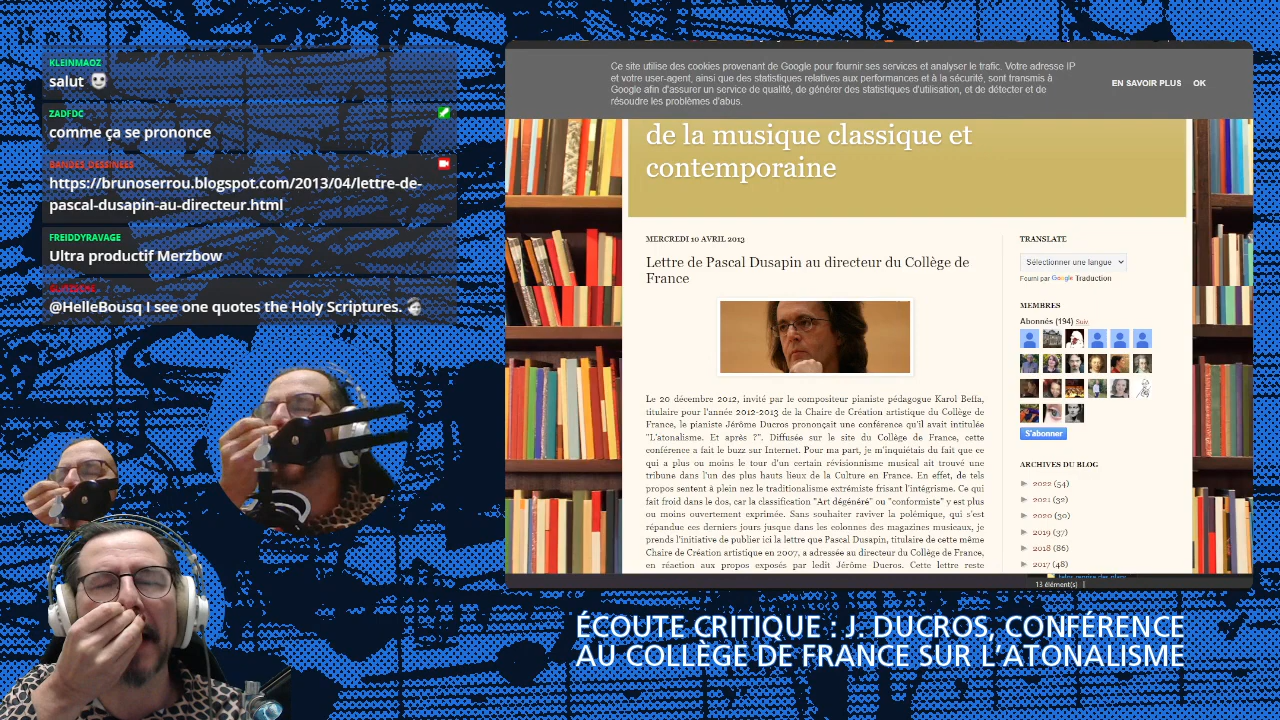 KLEINMAOZ
salut
ZADFDC
comme ça se prononce
BANDES_DESSINEES
https://brunoserrou.blogspot.com/2013/04/lettre-de-
pascal-dusapin-au-directeur.html
FREIDDYRAVAGE
Ultra productif Merzbow
@HelleBousq I see one quotes the Holy Scriptures.
Ce site utilise des cookies provenant de Google pour fournir ses services et analyser le trafic. Votre adresse IP
et votre user-agent, ainsi que des statistiques relatives aux performances et à la sécurité, sont transmis à
Google afin d'assurer un service de qualité, de générer des statistiques d'utilisation, et de détecter et de
résoudre les problèmes d'abus.
EN SAVOIR PLUS OK
de la musique classique et
contemporaine
MERCREDI 10 AVRIL 2013
Lettre de Pascal Dusapin au directeur du Collège de
France
Le 20 décembre 2012, invité par le compositeur pianiste pédagogue Karol Beffa,
titulaire pour l'année 2012-2013 de la Chaire de Création artistique du Collège de
France, le pianiste Jérôme Ducros prononçait une conférence qu'il avait intitulée
"L'atonalisme. Et après ?". Diffusée sur le site du Collège de France, cette
conférence a fait le buzz sur Internet. Pour ma part, je m'inquiétais du fait que ce
qui a plus ou moins le tour d'un certain révisionnisme musical ait trouvé une
tribune dans l'un des plus hauts lieux de la Culture en France. En effet, de tels
propos sentent à plein nez le traditionalisme extrémiste frisant l'intégrisme. Ce qui
fait froid dans le dos, car la classification "Art dégénéré" ou "conformiste" y est plus
ou moins ouvertement exprimée. Sans souhaiter raviver la polémique, qui s'est
répandue ces derniers jours jusque dans les colonnes des magazines musicaux, je
prends l'initiative de publier ici la lettre que Pascal Dusapin, titulaire de cette même
Chaire de Création artistique en 2007, a adressée au directeur du Collège de France,
en réaction aux propos exposés par ledit Jérôme Ducros. Cette lettre reste
TRANSLATE
Sélectionner une langue
Fourni par Google Traduction
MEMBRES
Abonnés (194) Suiv.
S'abonner
ARCHIVES DU BLOG
► 2022 (54)
► 2021 (32)
► 2020 (30)
► 2019 (37)
► 2018 (86)
► 2017 (48)
13 élément(s)
ÉCOUTE CRITIQUE : J. DUCROS, CONFÉRENCE
AU COLLÈGE DE FRANCE SUR L'ATONALISME